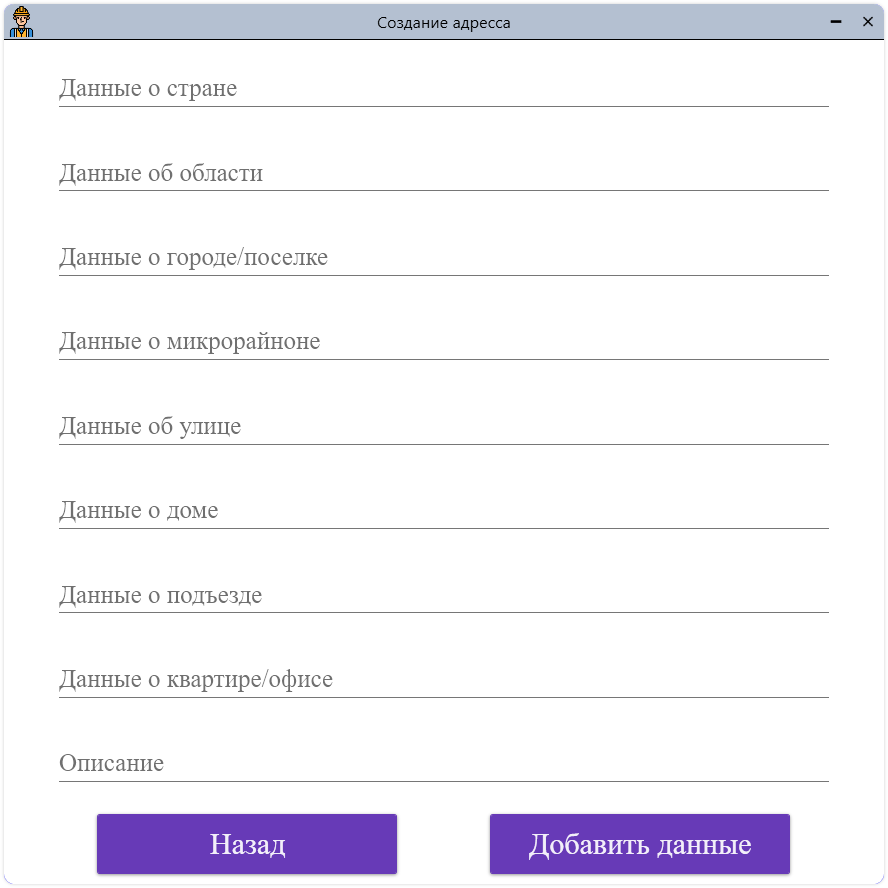 Создание адресса
Данные о стране
Данные об области
Данные о городе/поселке
Данные о микрорайноне
Данные об улице
Данные о доме
Данные о подъезде
Данные о квартире/офисе
Описание
Назад
Добавить данные